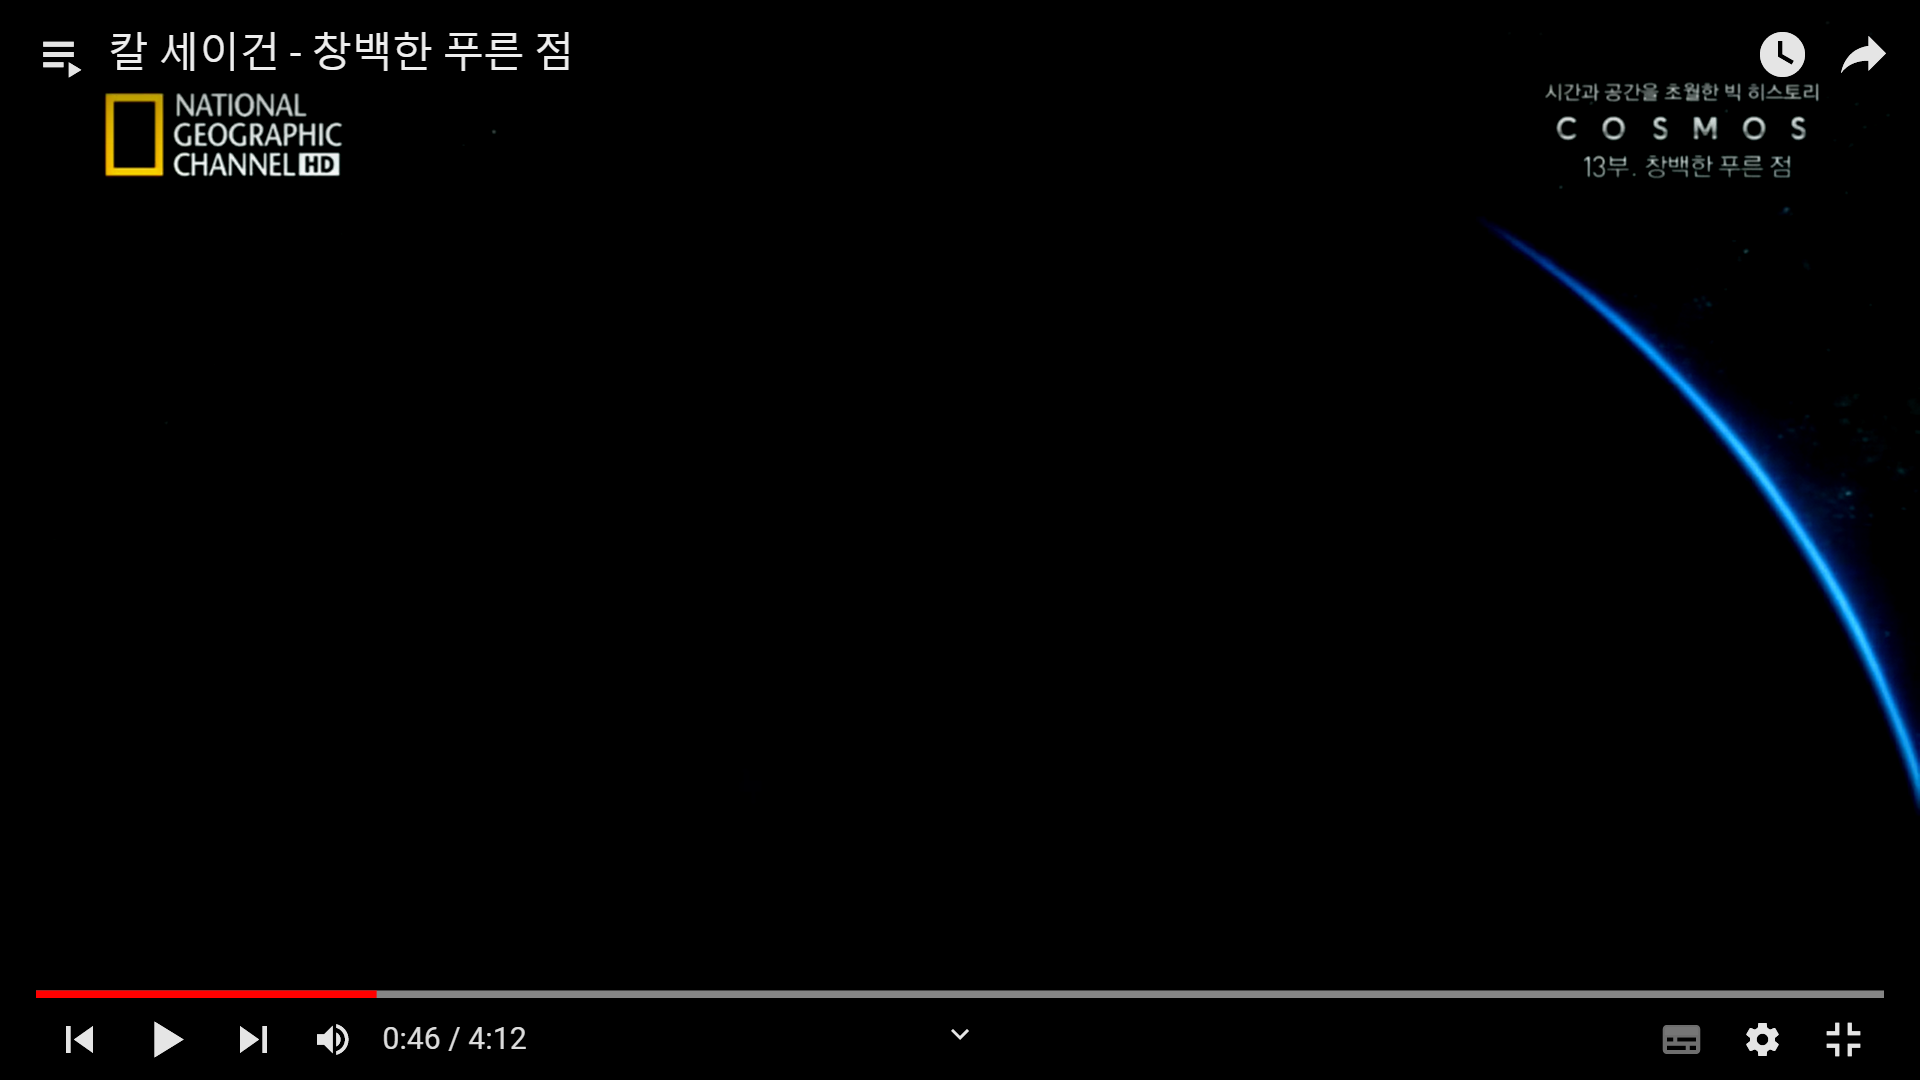 칼 세이건 - 창백한 푸른 점
NATIONAL
GEOGRAPHIC
CHANNEL HD
시간과 공간을 초월한 빅 히스토리
COSMOS
13부. 창백한 푸른 점
0:46 / 4:12